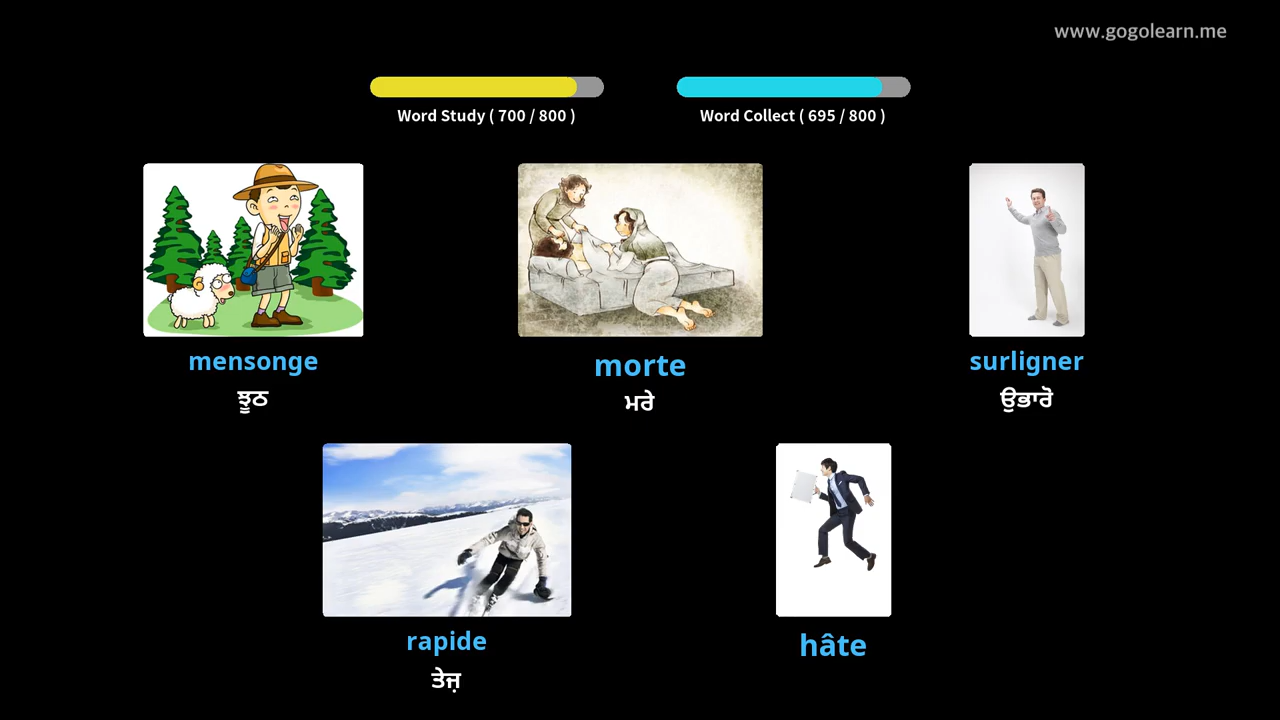 www.gogolearn.me
Word Study ( 700 / 800 )
Word Collect ( 695 / 800 )
mensonge
ਝੂਠ
morte
ਮਰੇ
surligner
ਉਭਾਰੋ
rapide
ਤੇਜ਼
hâte